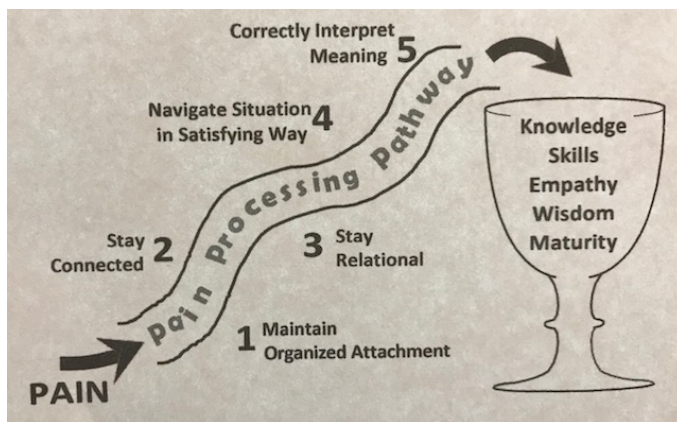 Correctly Interpret
Meaning 5
Navigate Situation 4
in Satisfying Way
Pain Processing Pathway
Stay 2
Connected
3 Stay
Relational
1 Maintain
Organized Attachment
PAIN
Knowledge
Skills
Empathy
Wisdom
Maturity